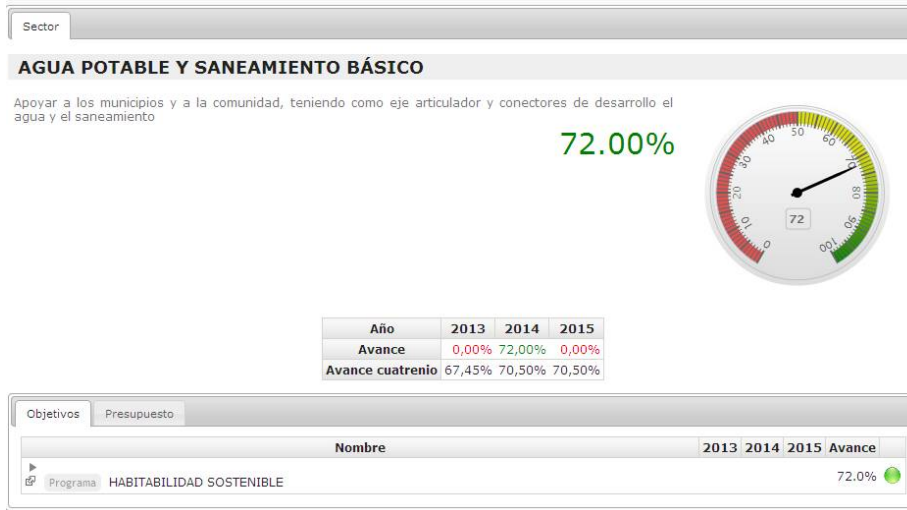 Sector
AGUA POTABLE Y SANEAMIENTO BÁSICO
Apoyar a los municipios y a la comunidad, teniendo como eje articulador y conectores de desarrollo el
agua y el saneamiento
72.00%
0 10 20 30 40 50 60 70 80 90 100
72
Año 2013 2014 2015
Avance 0,00% 72,00% 0,00%
Avance cuatrenio 67,45% 70,50% 70,50%
Objetivos Presupuesto
Nombre 2013 2014 2015 Avance
Programa HABITABILIDAD SOSTENIBLE 72.0%